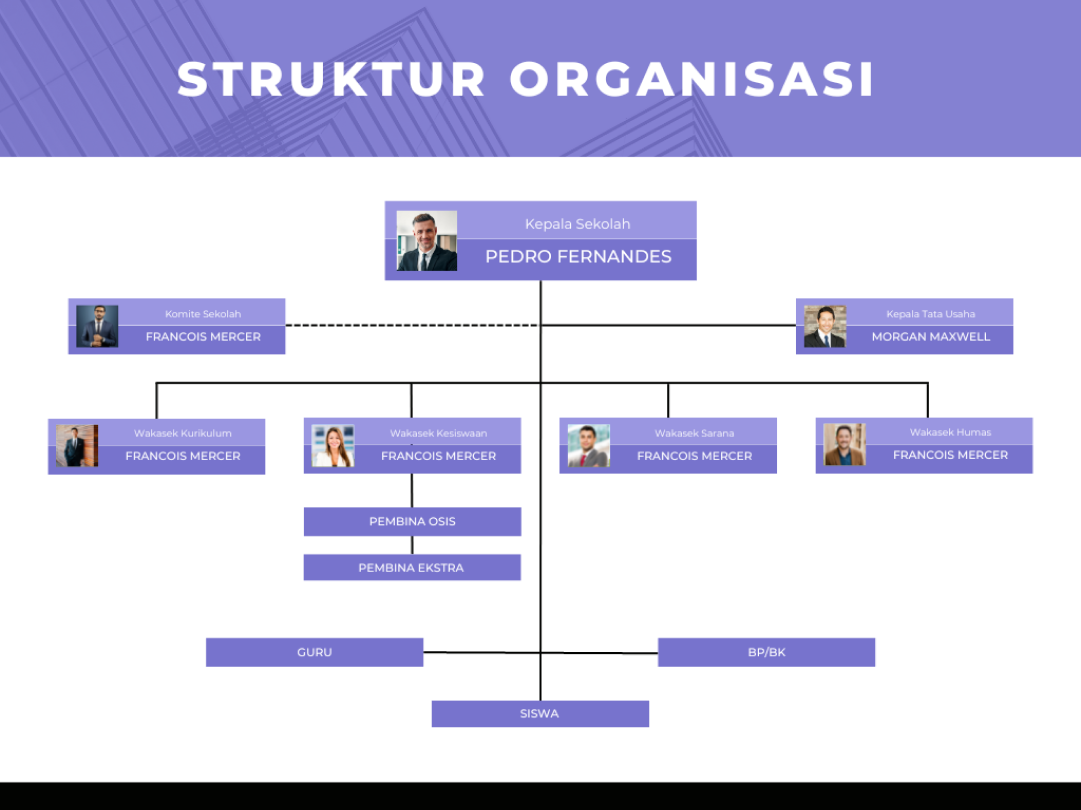 STRUKTUR ORGANISASI
Kepala Sekolah
PEDRO FERNANDES
Komite Sekolah
FRANCOIS MERCER
Kepala Tata Usaha
MORGAN MAXWELL
Wakasek Kurikulum
FRANCOIS MERCER
Wakasek Kesiswaan
FRANCOIS MERCER
Wakasek Sarana
FRANCOIS MERCER
Wakasek Humas
FRANCOIS MERCER
PEMBINA OSIS
PEMBINA EKSTRA
GURU
BP/BK
SISWA